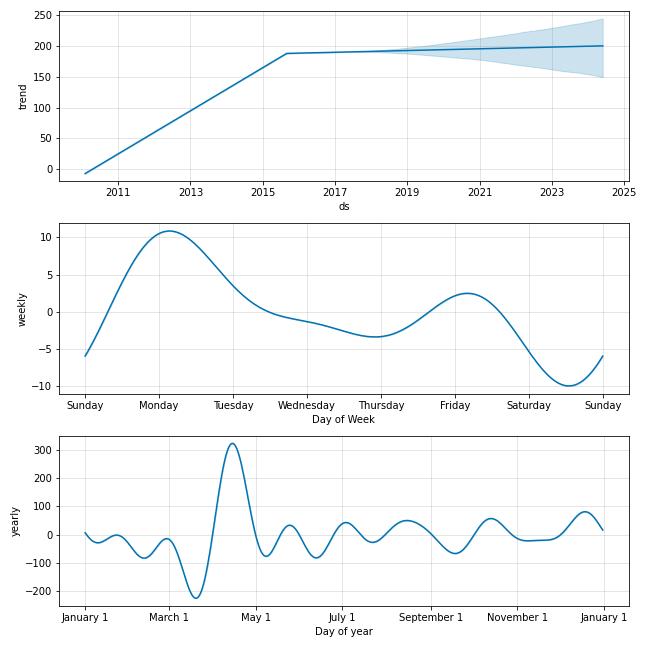 250
200
150
100
50
0
trend
2011 2013 2015 2017 2019 2021 2023 2025
ds
10
5
0
−5
−10
weekly
Sunday Monday Tuesday Wednesday Thursday Friday Saturday Sunday
Day of Week
300
200
100
0
−100
−200
yearly
January 1 March 1 May 1 July 1 September 1 November 1 January 1
Day of year